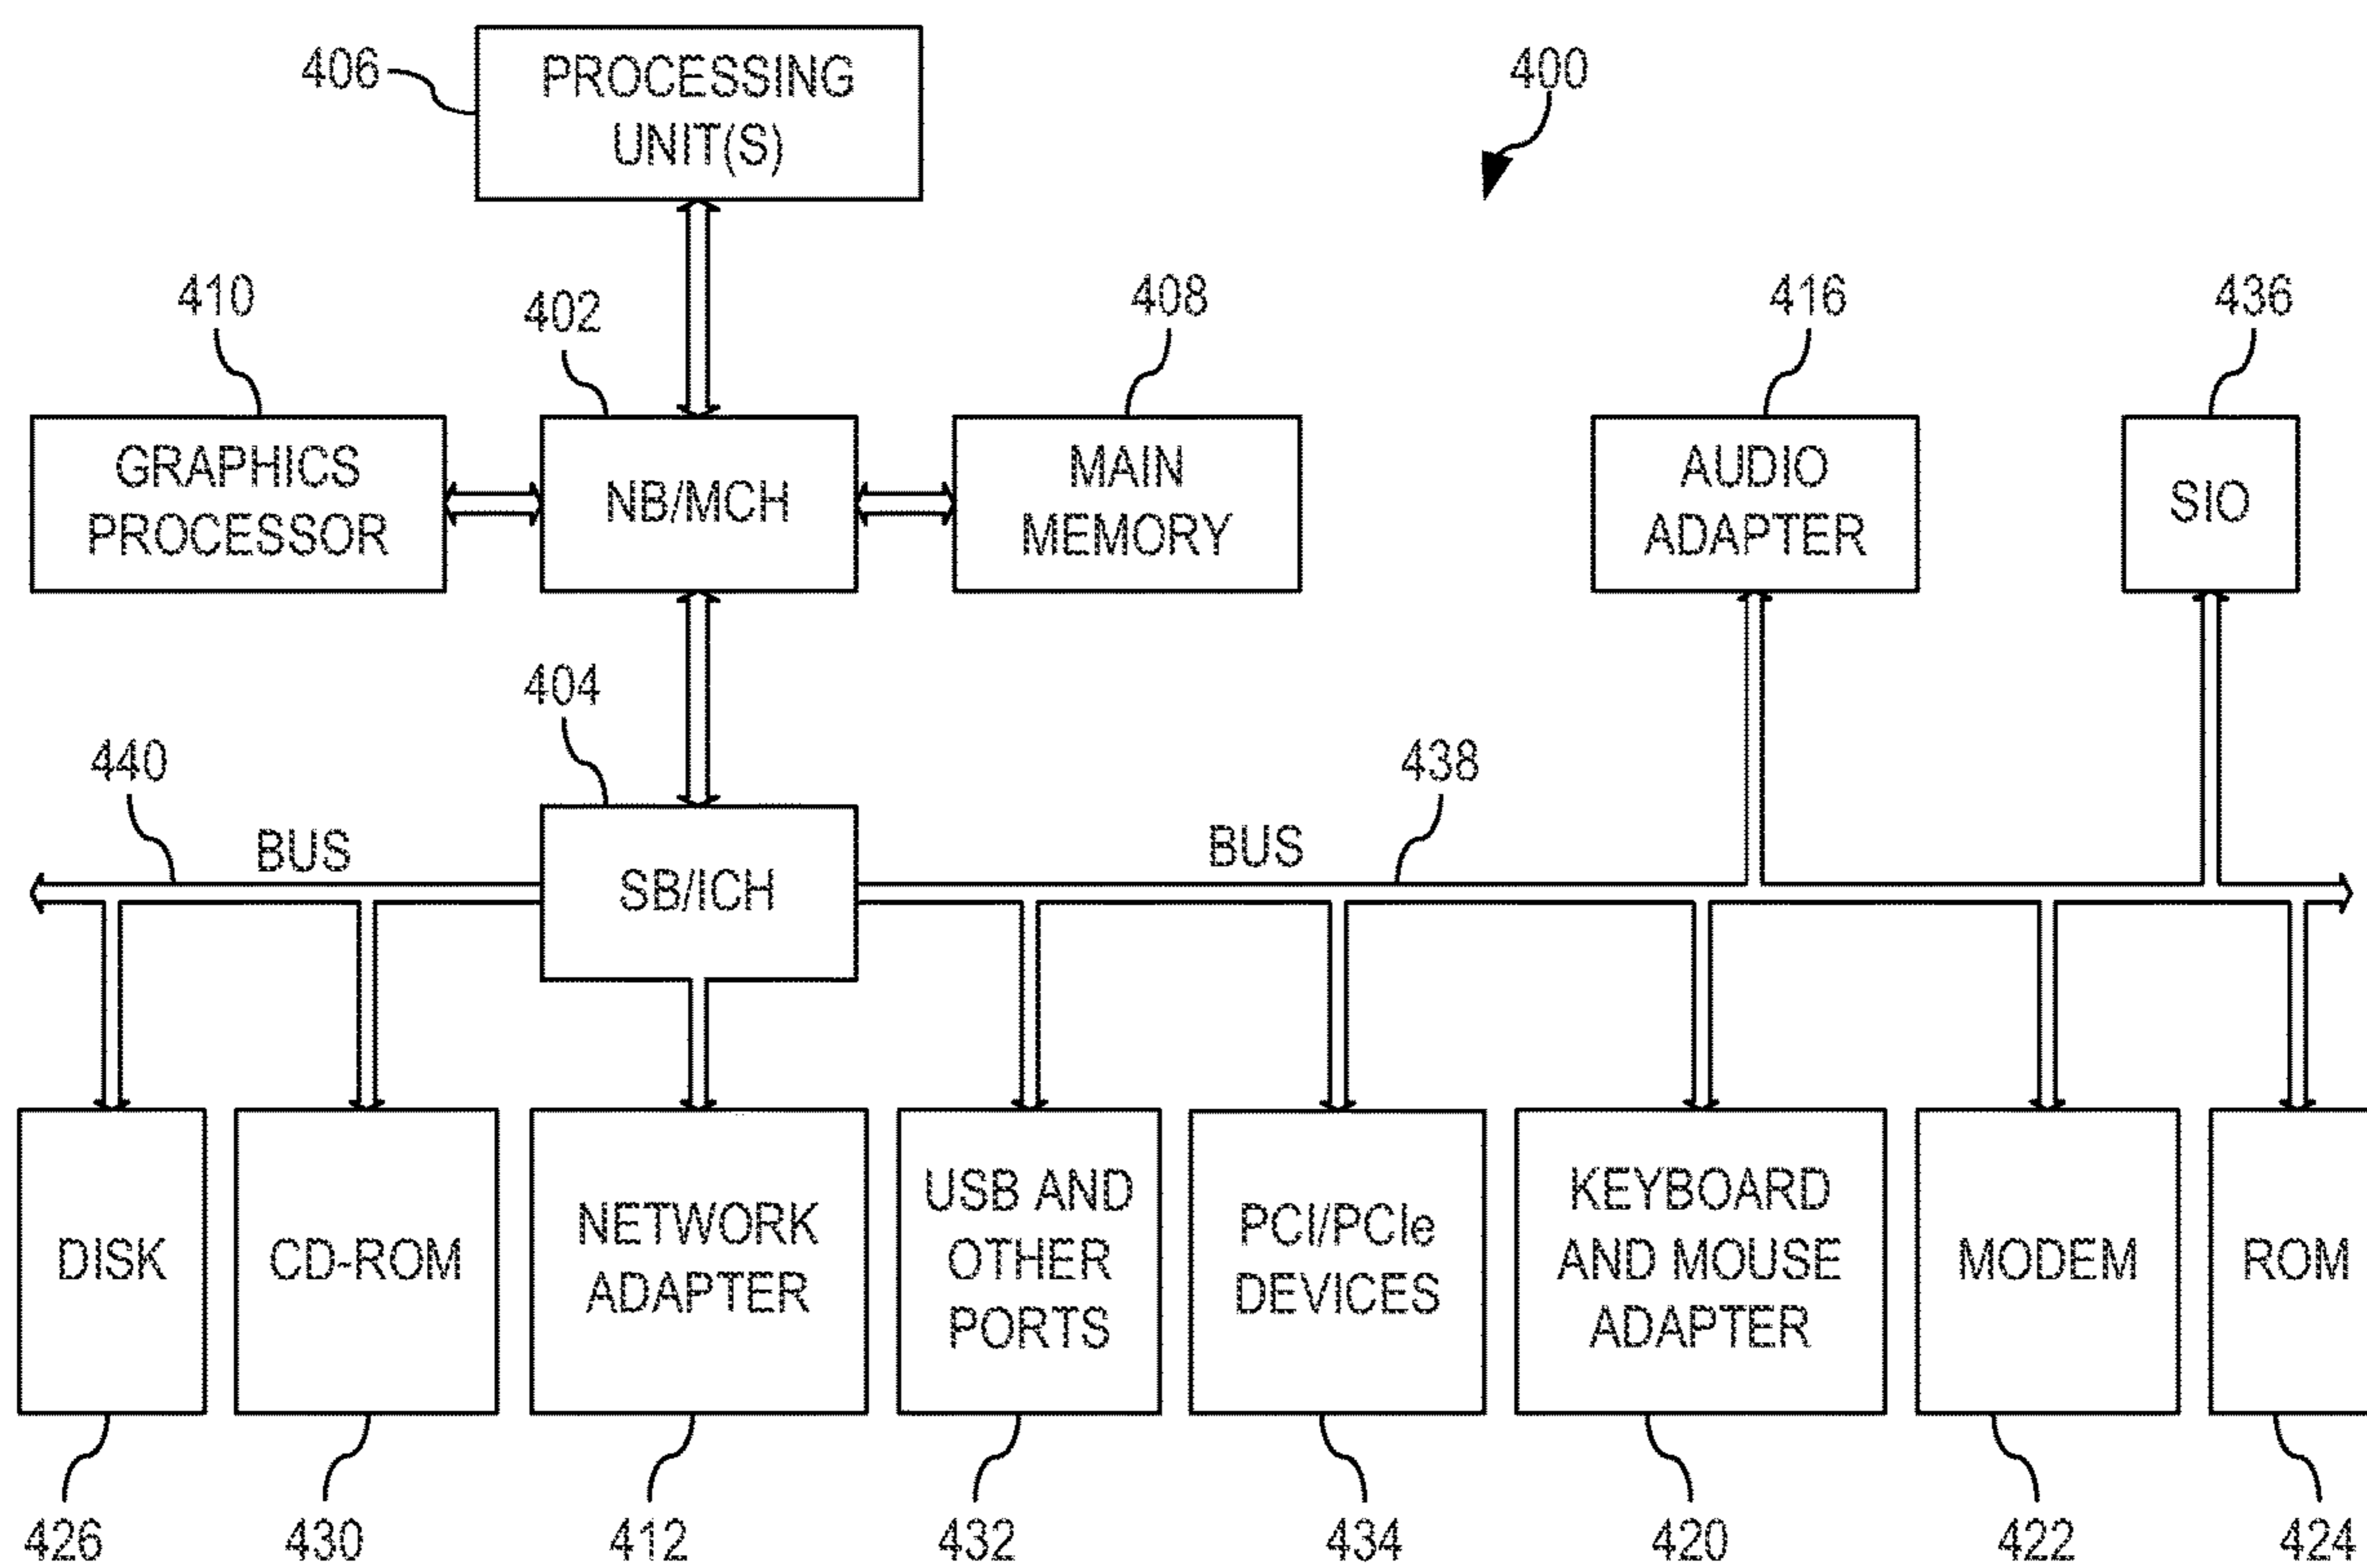 406
PROCESSING
UNIT(S)
400
410
402
408
416
436
GRAPHICS
PROCESSOR
NB/MCH
MAIN
MEMORY
AUDIO
ADAPTER
SIO
404
440
438
BUS
BUS
SB/ICH
DISK
CD-ROM
NETWORK
ADAPTER
USB AND
OTHER
PORTS
PCI/PCIe
DEVICES
KEYBOARD
AND MOUSE
ADAPTER
MODEM
ROM
426
430
412
432
434
420
422
424